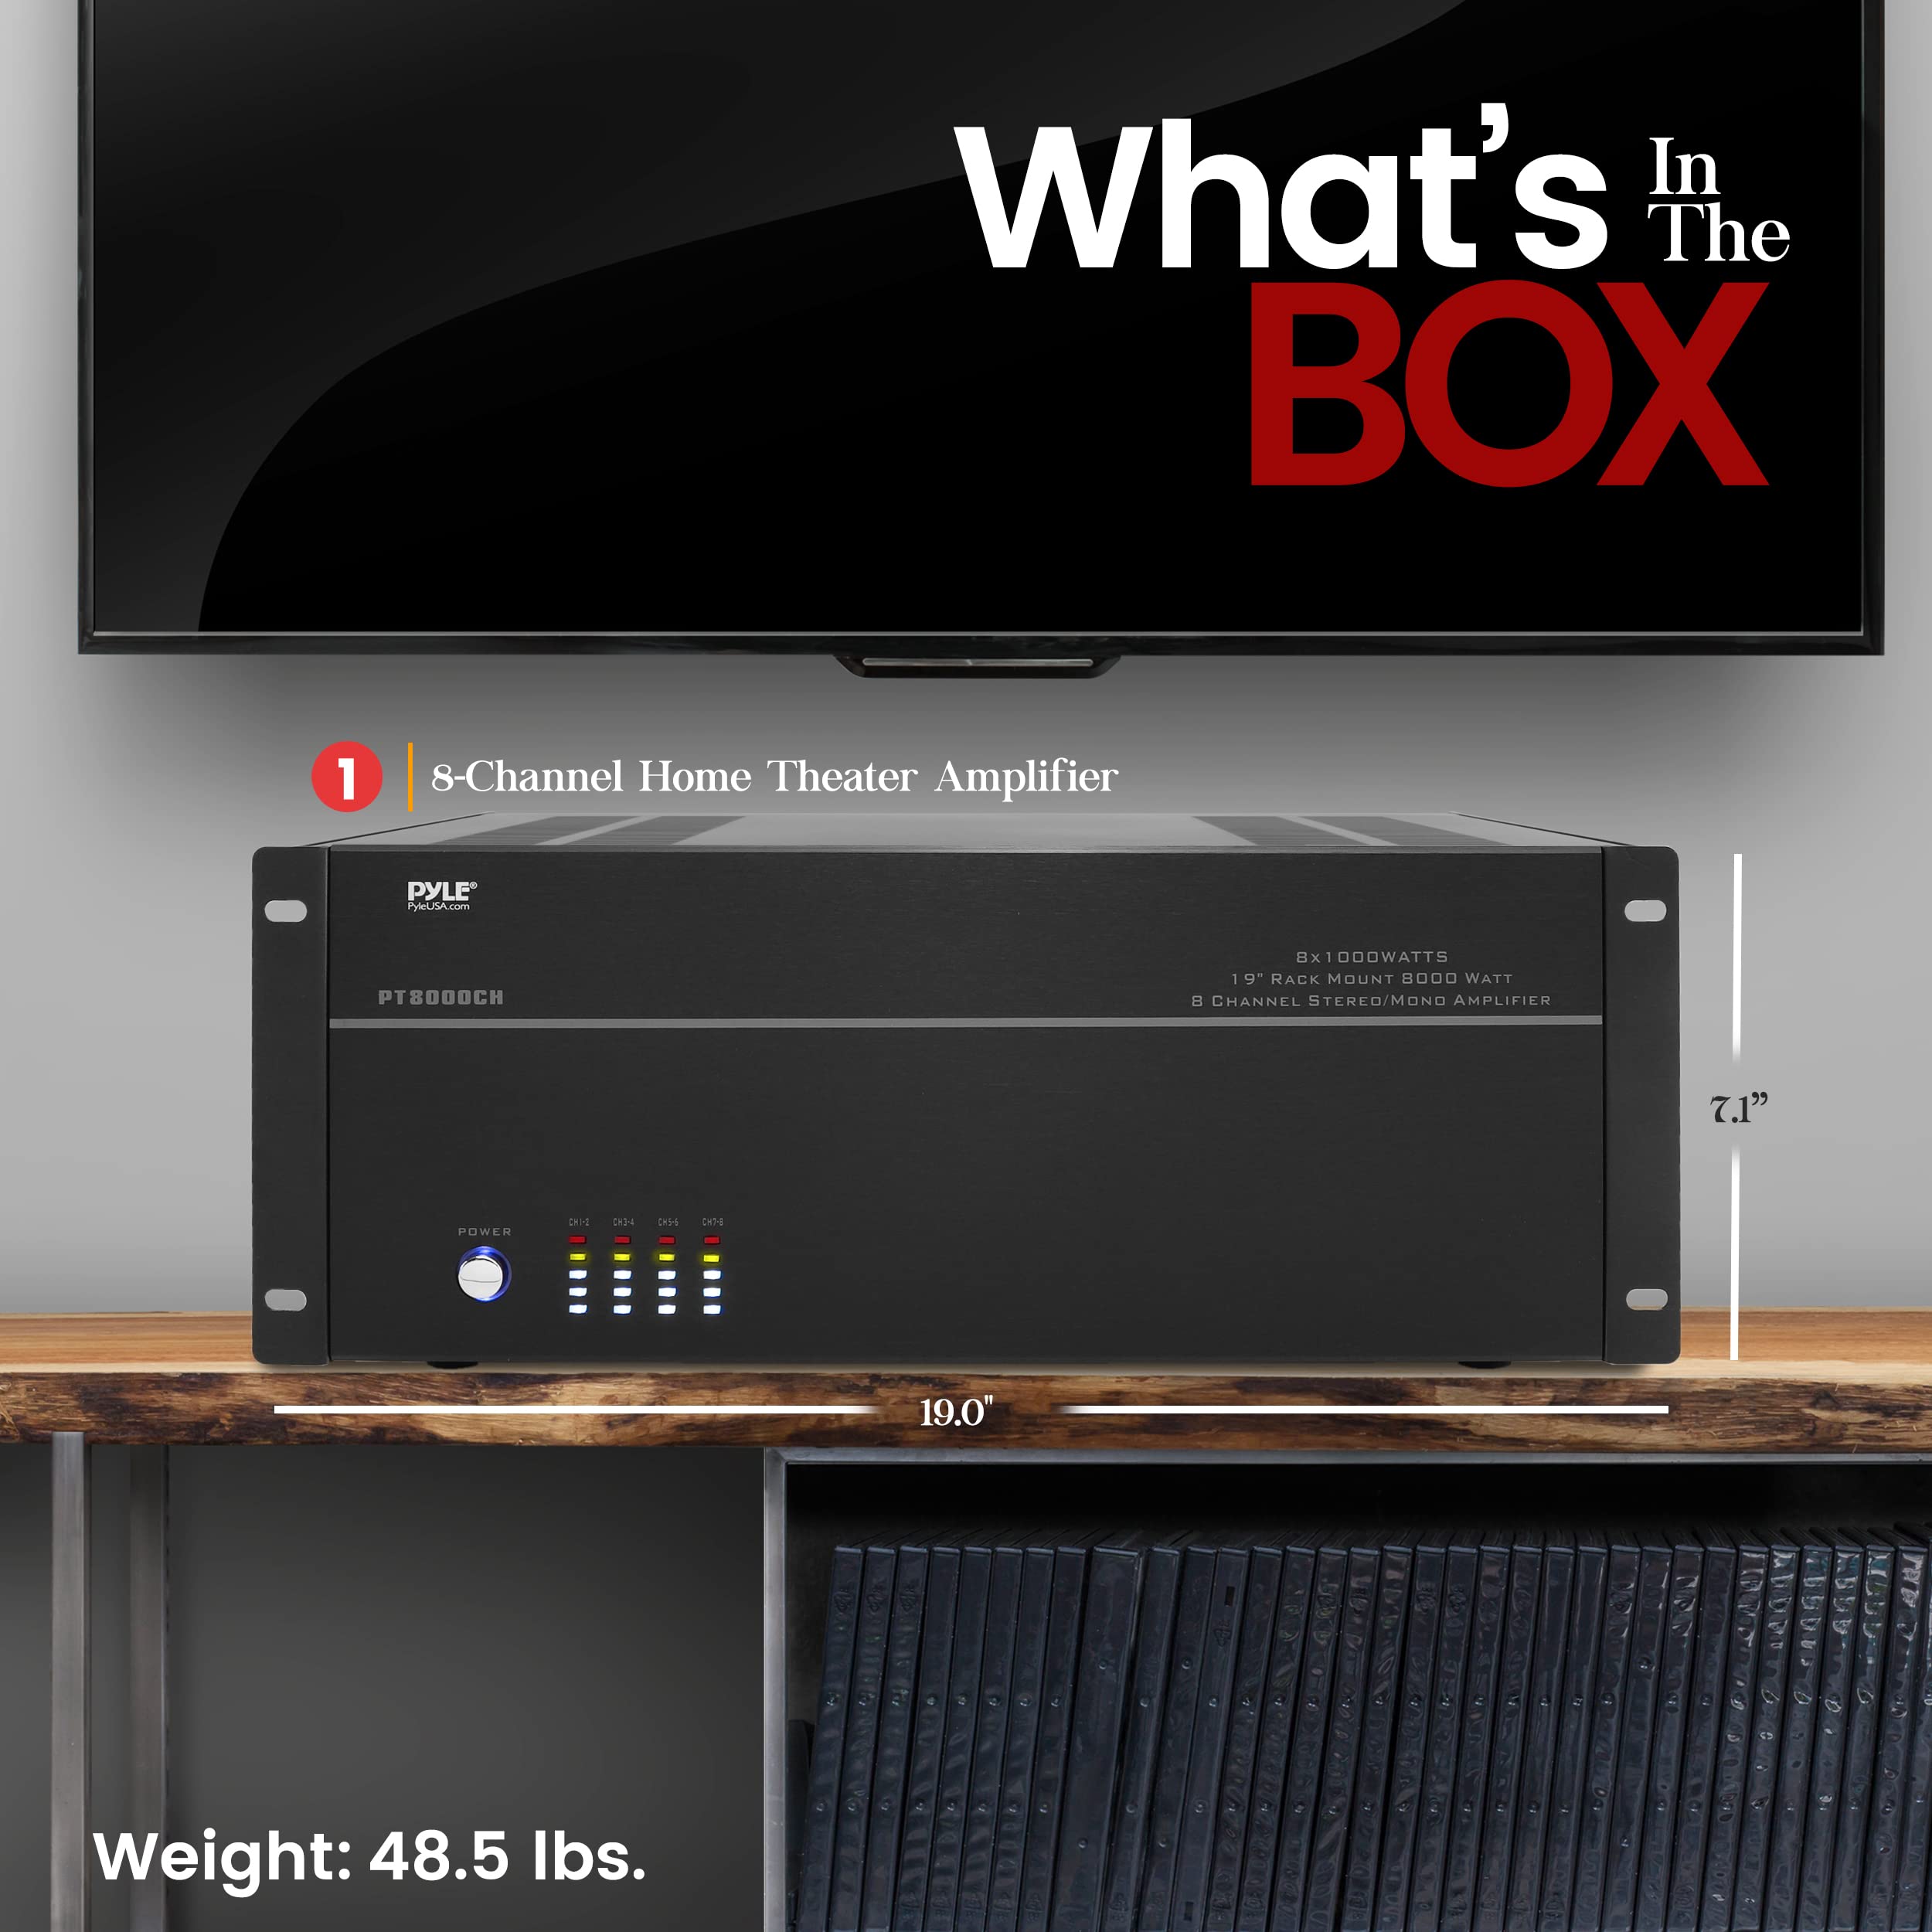 What's In The
BOX
1 8-Channel Home Theater Amplifier
PYLE®
PyleUSA.com
8x1000WATTS
19" RACK MOUNT 8000 WATT
PT8000CH
8 CHANNEL STEREO/MONO AMPLIFIER
7.1”
POWER
CH1-2 CH3-4 CH5-6 CH7-8
19.0"
Weight: 48.5 lbs.